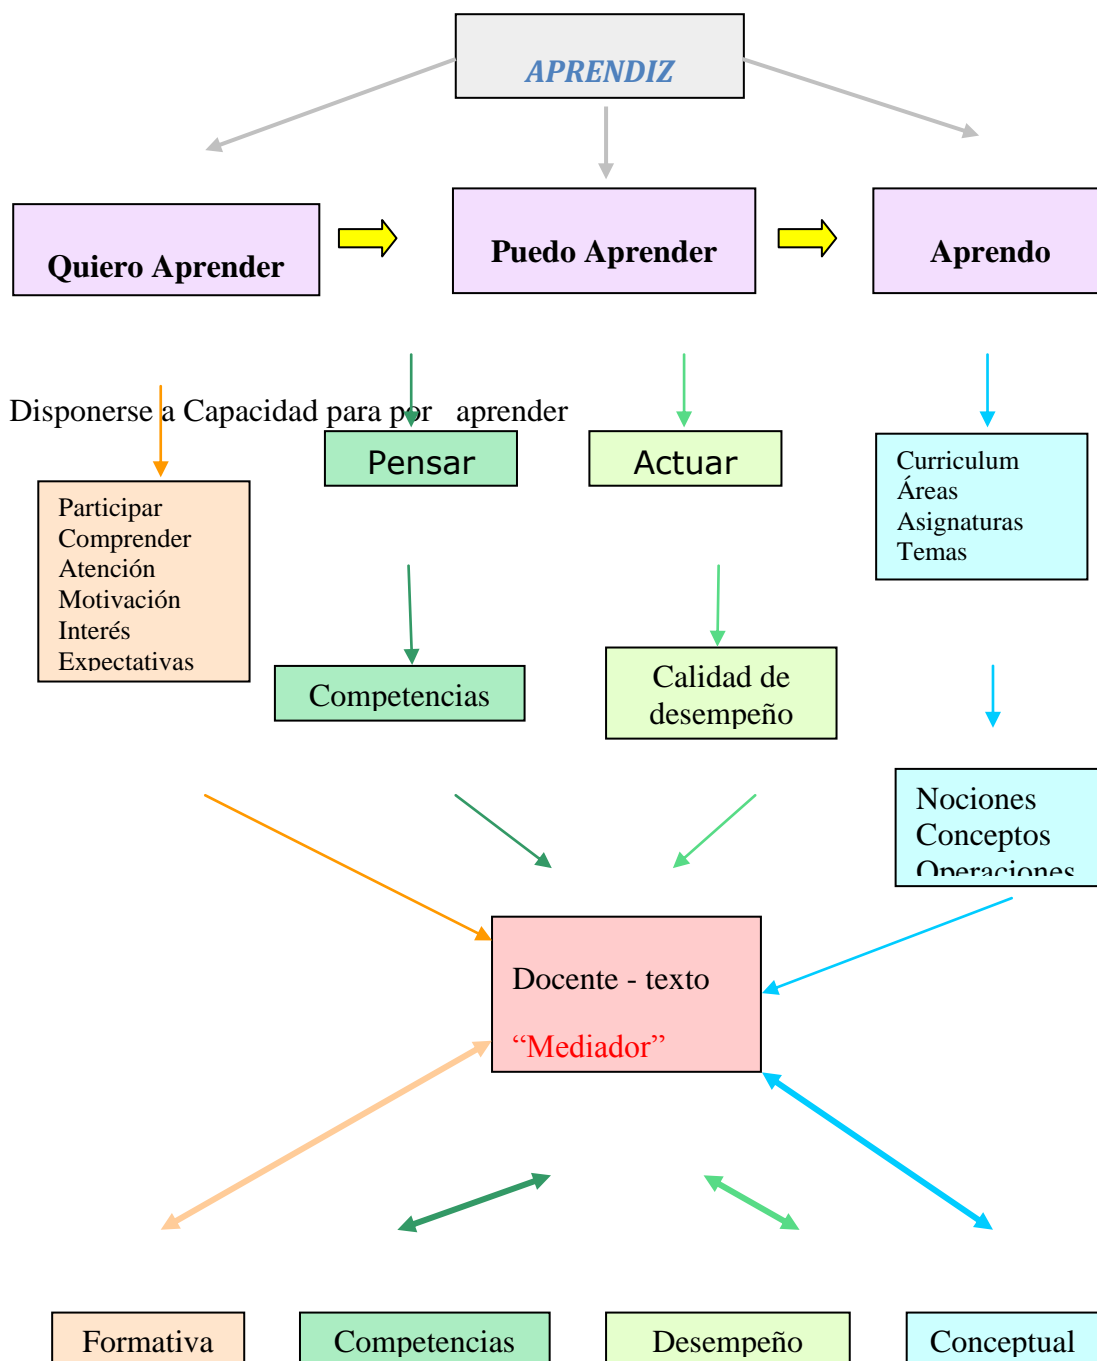 APRENDIZ
Quiero Aprender
Puedo Aprender
Aprendo
Disponerse a Capacidad para por aprender
Pensar
Actuar
Curriculum
Áreas
Asignaturas
Temas
Participar
Comprender
Atención
Motivación
Interés
Expectativas
Competencias
Calidad de
desempeño
Nociones
Conceptos
Operaciones
Docente - texto
“Mediador”
Formativa
Competencias
Desempeño
Conceptual